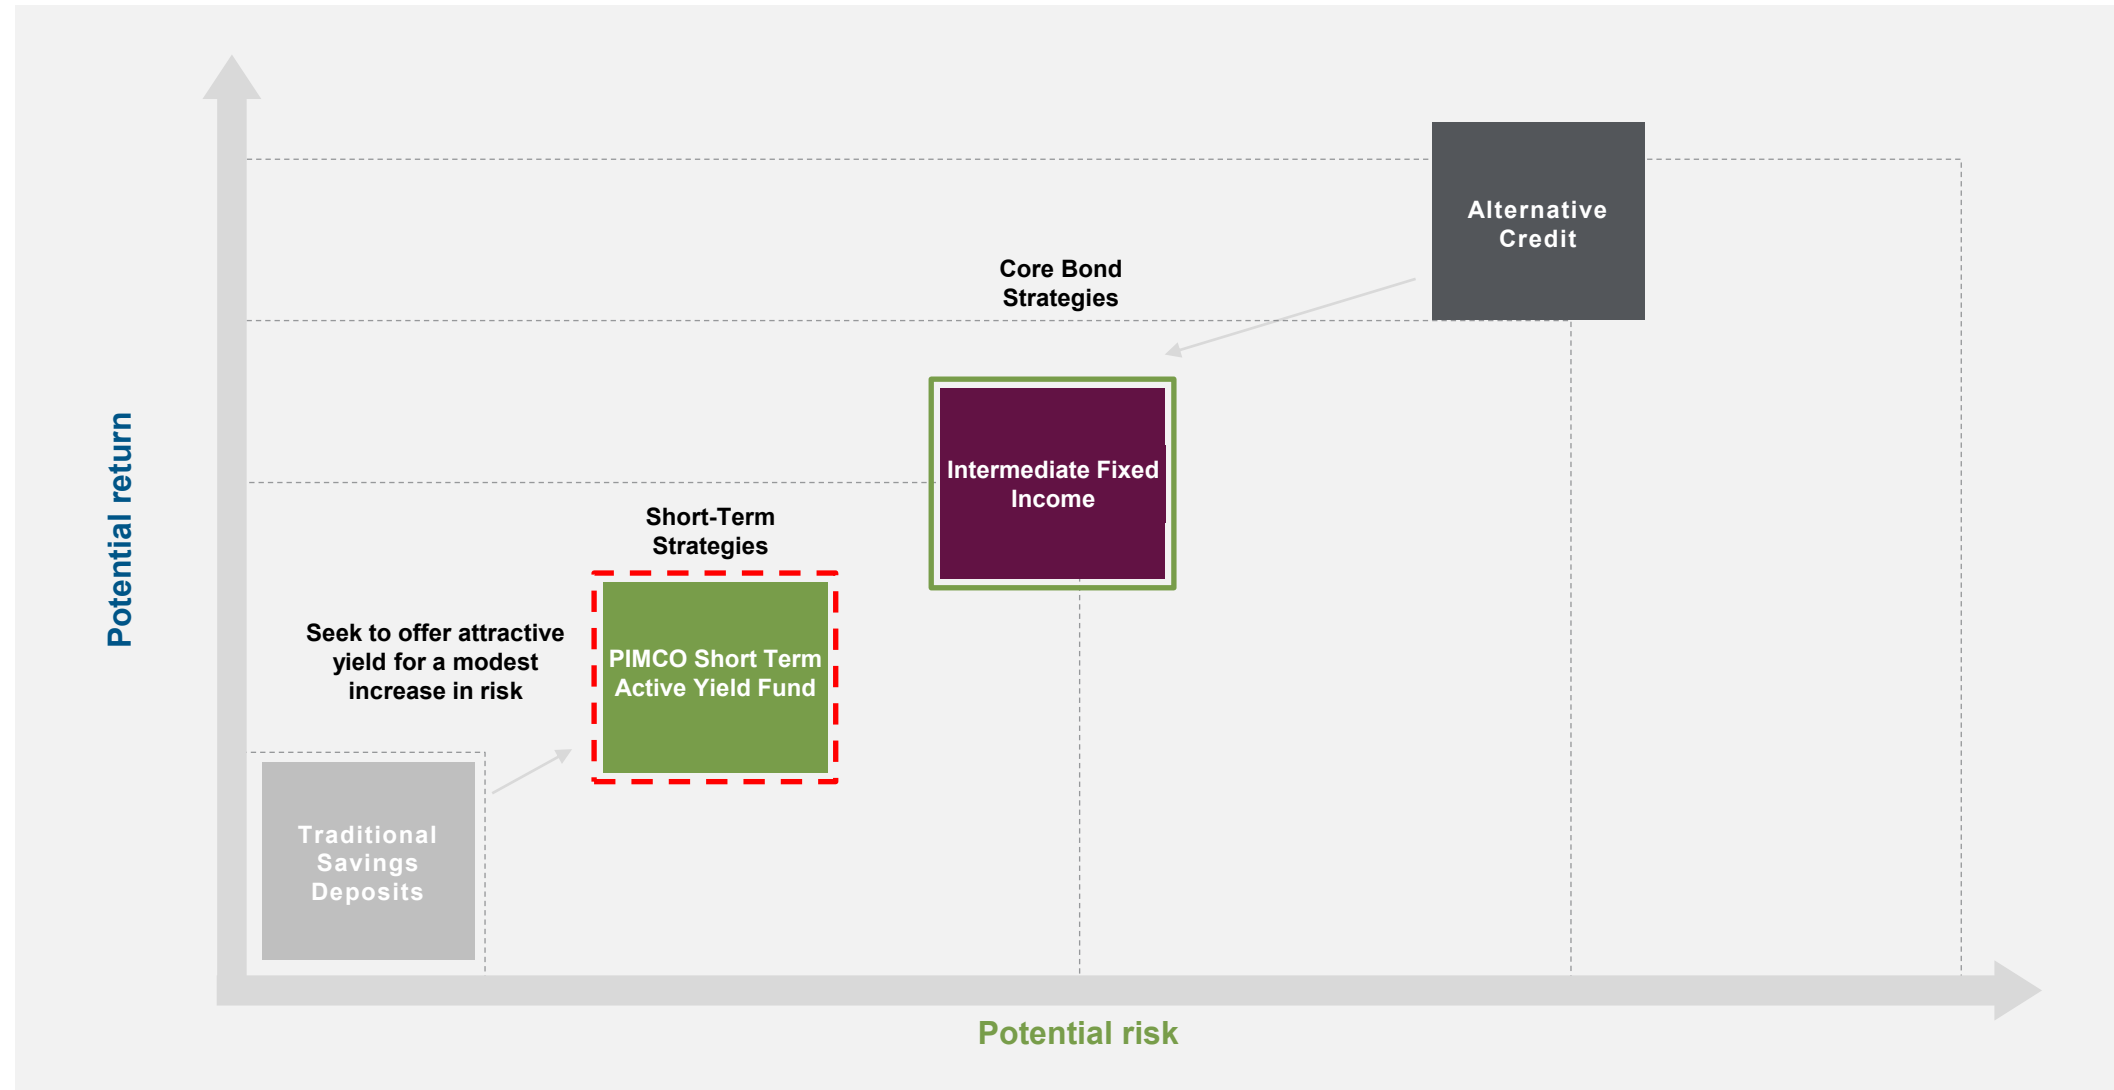 Potential return
Alternative
Credit
Core Bond
Strategies
Intermediate Fixed
Income
Short-Term
Strategies
Seek to offer attractive
yield for a modest
increase in risk
PIMCO Short Term
Active Yield Fund
Traditional
Savings
Deposits
Potential risk